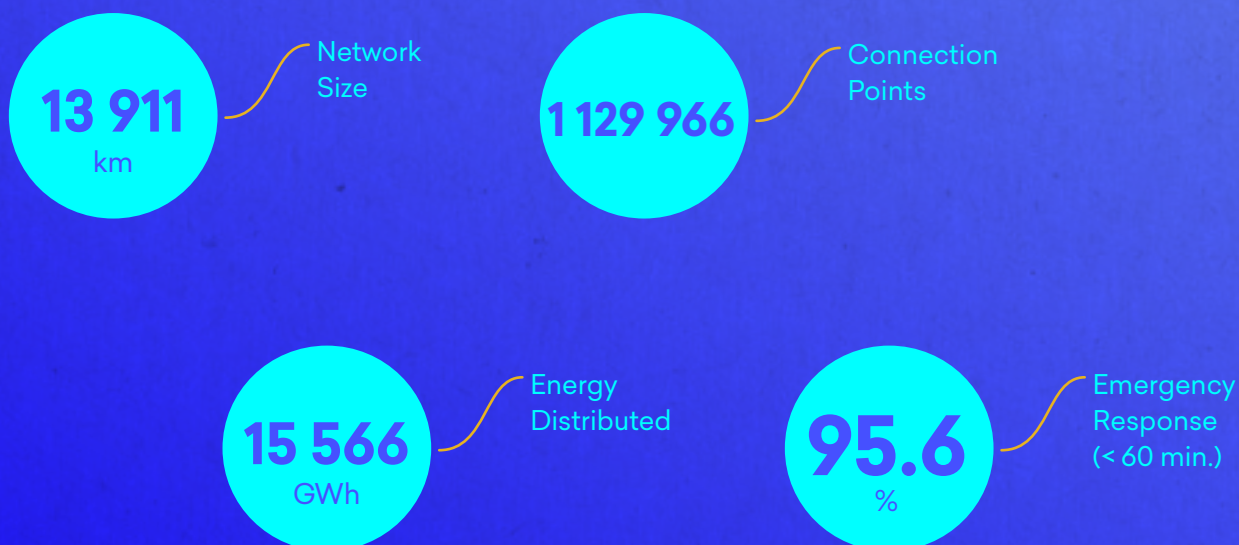 13 911
km
Network
Size
1 129 966
Connection
Points
15 566
GWh
Energy
Distributed
95.6
%
Emergency
Response
(< 60 min.)